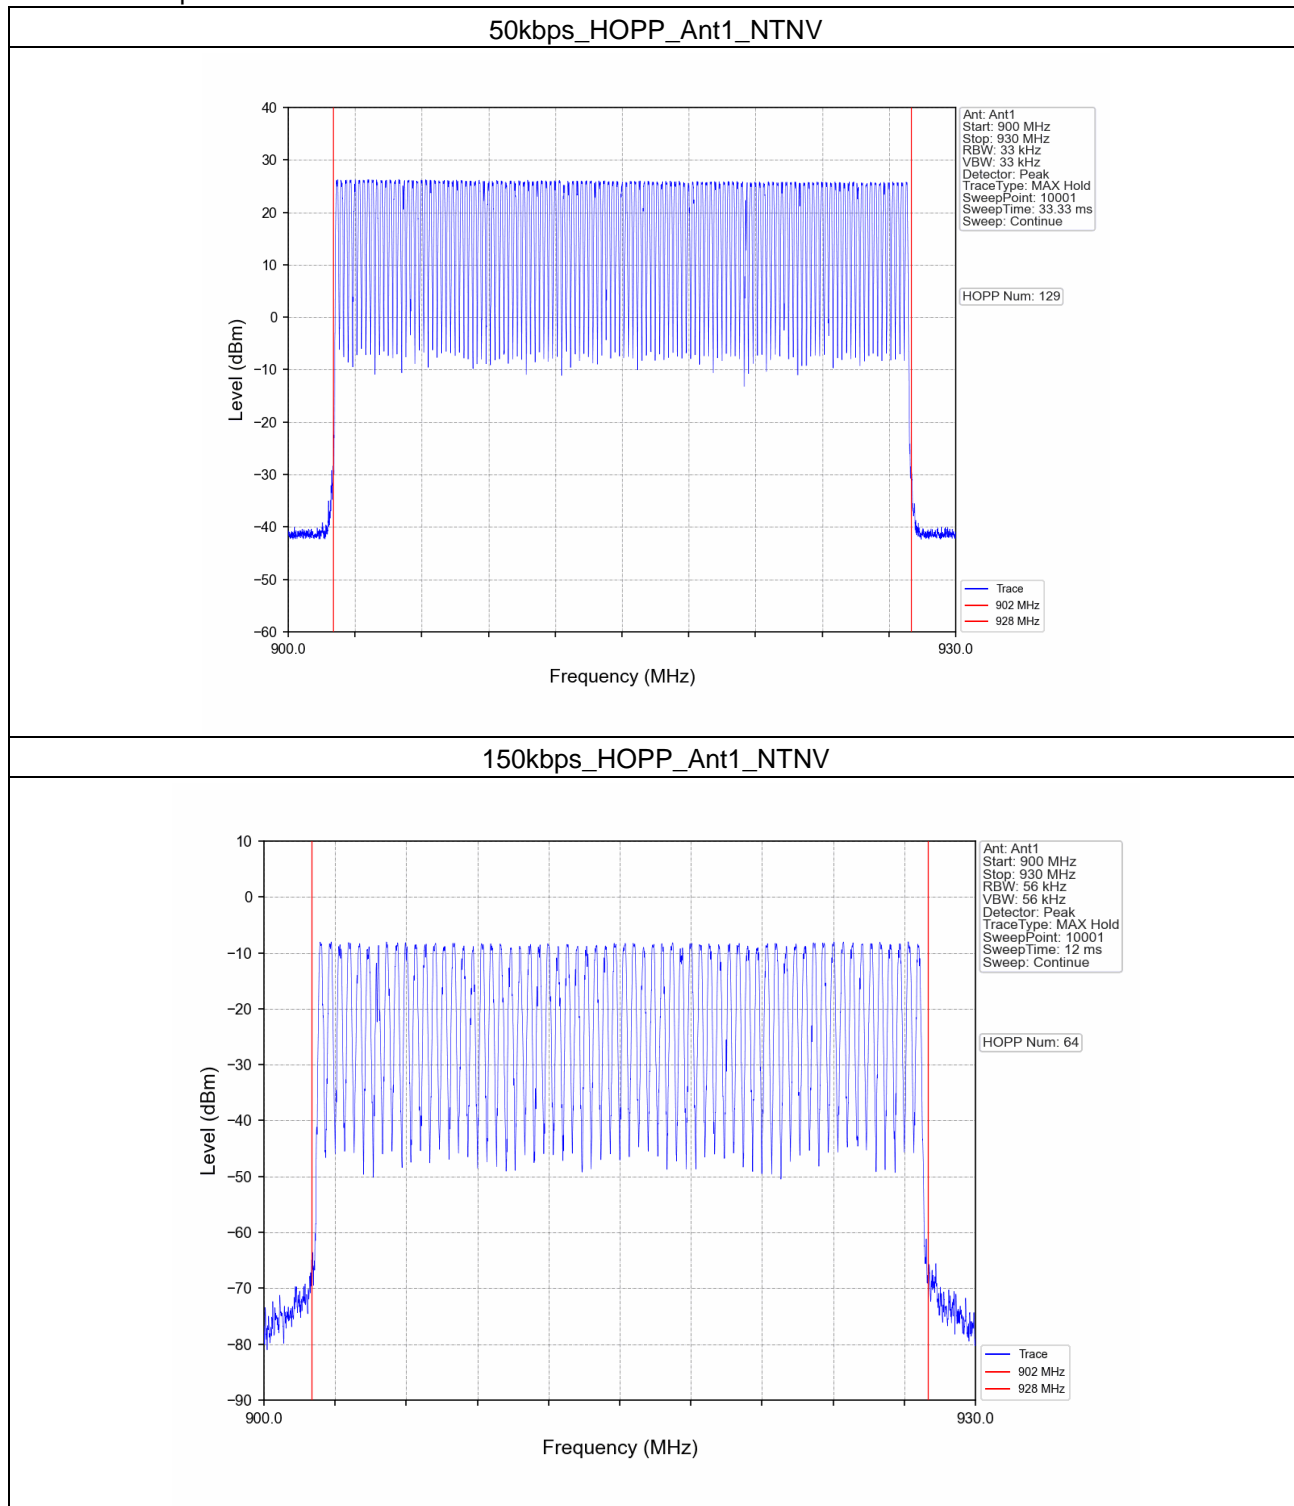 50kbps_HOPP_Ant1_NTNV
40
30
20
10
0
−10
−20
−30
−40
−50
−60
Level (dBm)
900.0
930.0
Frequency (MHz)
Ant: Ant1
Start: 900 MHz
Stop: 930 MHz
RBW: 33 kHz
VBW: 33 kHz
Detector: Peak
TraceType: MAX Hold
SweepPoint: 10001
SweepTime: 33.33 ms
Sweep: Continue
HOPP Num: 129
Trace
902 MHz
928 MHz
150kbps_HOPP_Ant1_NTNV
10
0
−10
−20
−30
−40
−50
−60
−70
−80
−90
Level (dBm)
900.0
930.0
Frequency (MHz)
Ant: Ant1
Start: 900 MHz
Stop: 930 MHz
RBW: 56 kHz
VBW: 56 kHz
Detector: Peak
TraceType: MAX Hold
SweepPoint: 10001
SweepTime: 12 ms
Sweep: Continue
HOPP Num: 64
Trace
902 MHz
928 MHz